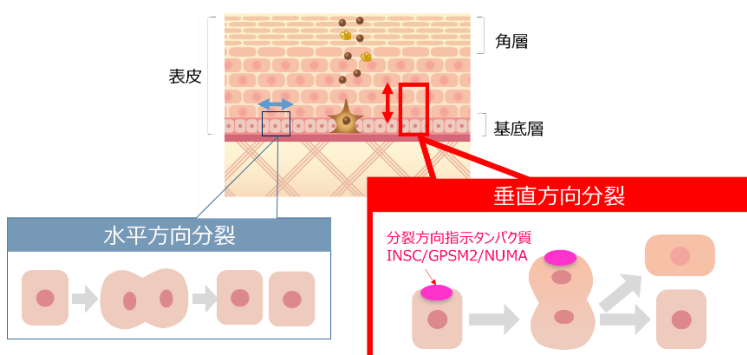 表皮
角層
基底層
水平方向分裂
垂直方向分裂
分裂方向指示タンパク質
INSC/GPSM2/NUMA